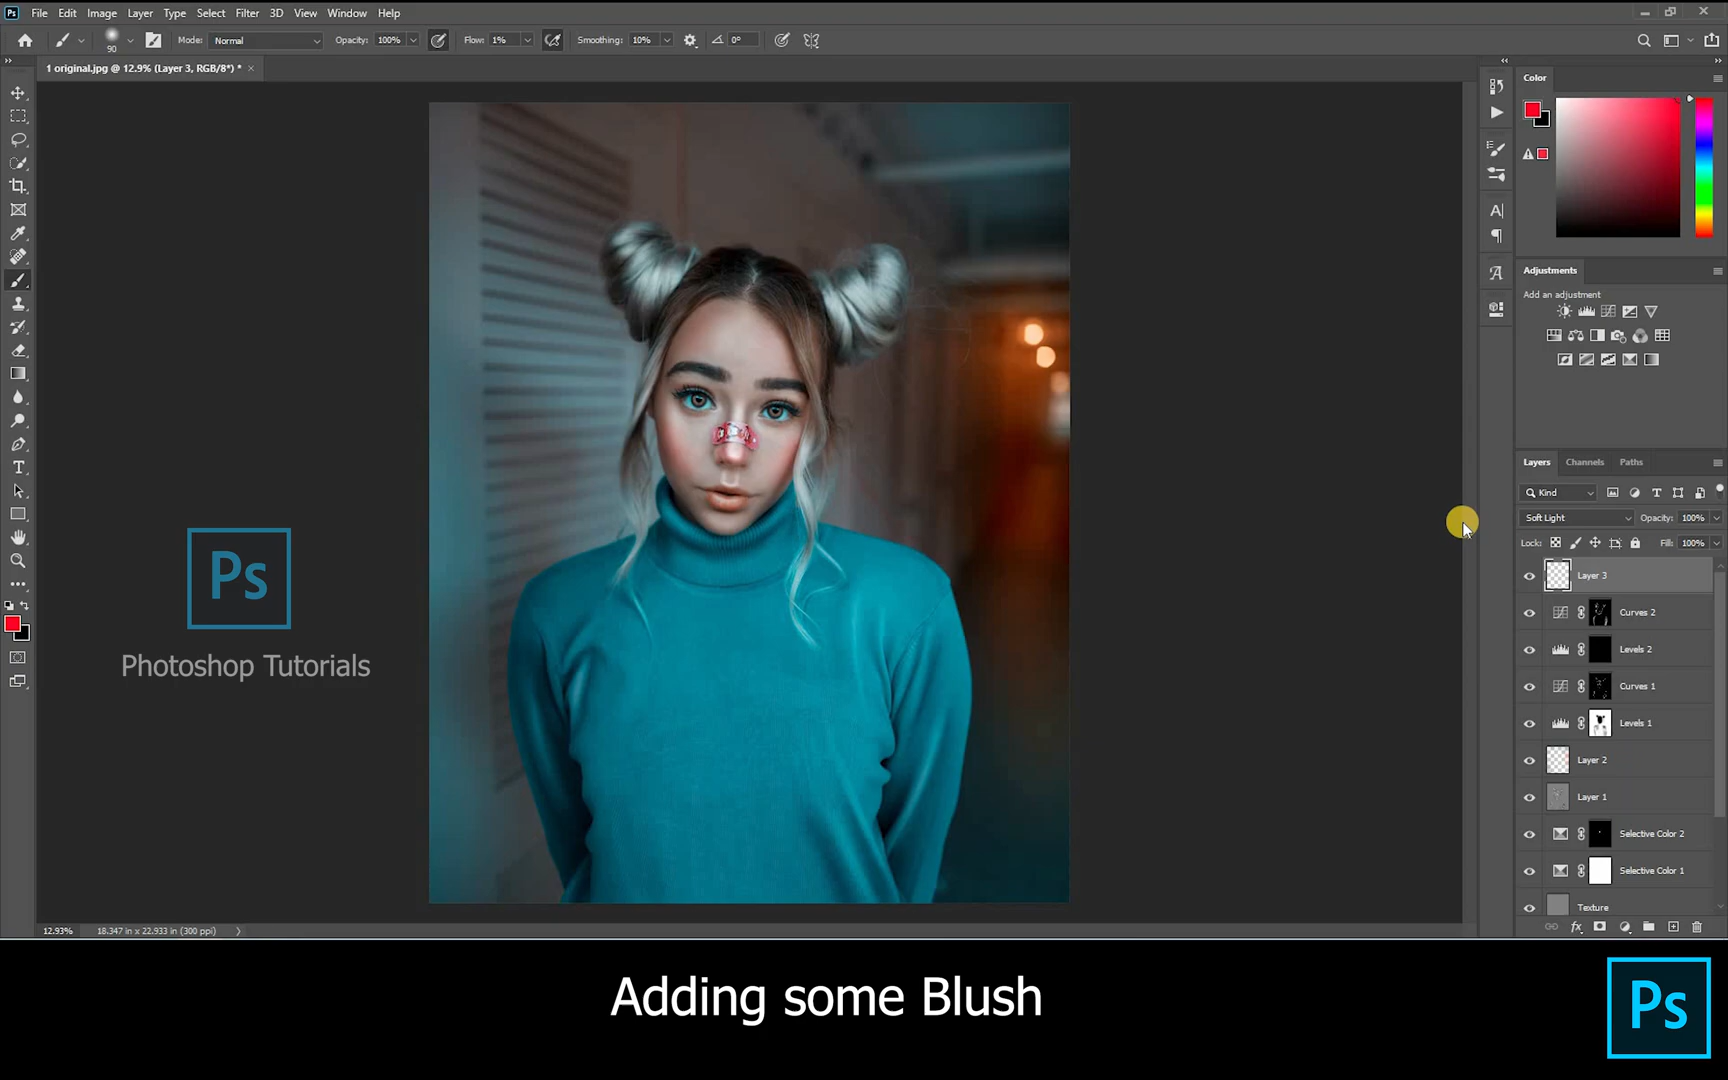 Ps File Edit Image Layer Type Select Filter 3D View Window Help
90 Mode: Normal Opacity: 100% Flow: 1% Smoothing: 10% 0°
1 original.jpg @ 12.9% (Layer 3, RGB/8*) * ×
Color
Adjustments
Add an adjustment
Layers Channels Paths
Kind
Soft Light Opacity: 100%
Lock: Fill: 100%
Layer 3
Curves 2
Levels 2
Curves 1
Levels 1
Layer 2
Layer 1
Selective Color 2
Selective Color 1
Texture
Ps
Photoshop Tutorials
12.93% 18.347 in x 22.933 in (300 ppi)
Adding some Blush
Ps